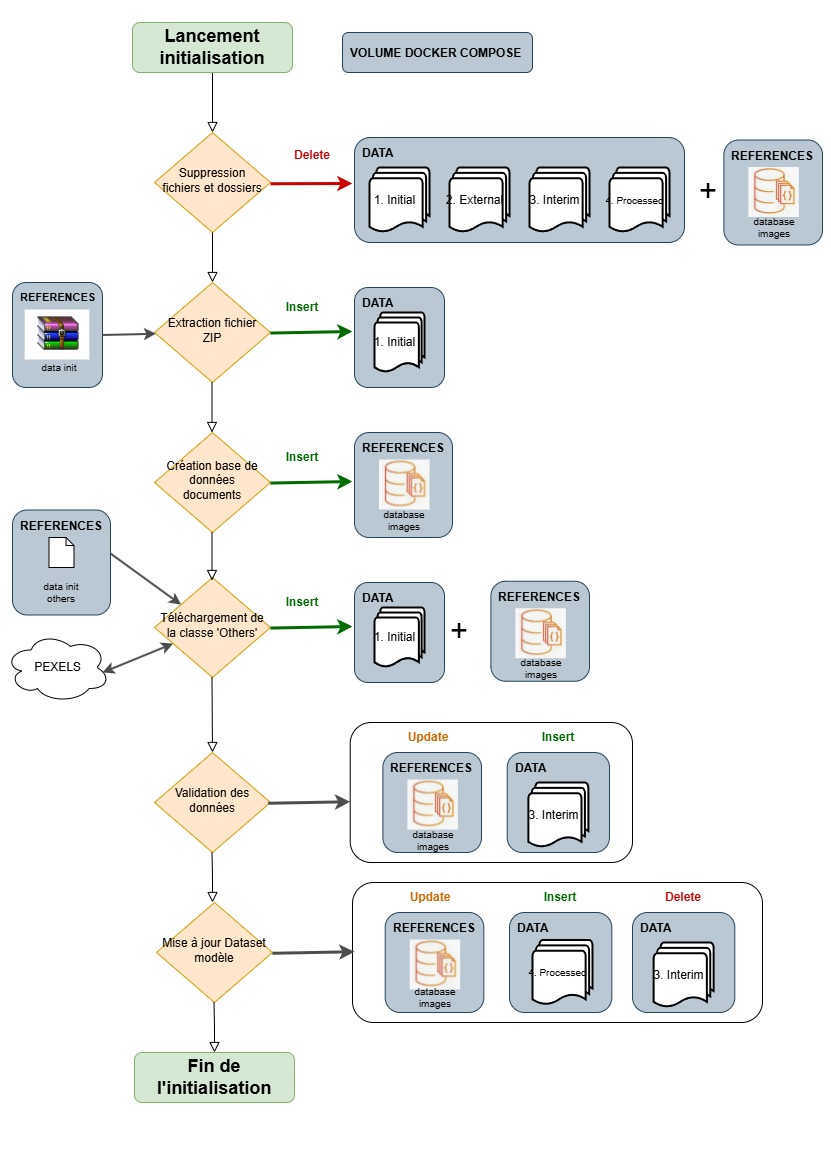 Lancement
initialisation
VOLUME DOCKER COMPOSE
Suppression
fichiers et dossiers
Delete
DATA
1. Initial
2. External
3. Interim
4. Processed
+
REFERENCES
database
images
REFERENCES
data init
Extraction fichier
ZIP
Insert
DATA
1. Initial
Création base de
données
documents
Insert
REFERENCES
database
images
REFERENCES
data init
others
PEXELS
Téléchargement de
la classe 'Others'
Insert
DATA
1. Initial
+
REFERENCES
database
images
Validation des
données
Update
REFERENCES
database
images
Insert
DATA
3. Interim
Mise à jour Dataset
modèle
Update
REFERENCES
database
images
Insert
DATA
4. Processed
Delete
DATA
3. Interim
Fin de
l'initialisation